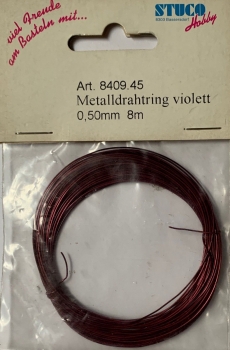 viel Freude
am Basteln mit...
STUCO
Hobby
Art. 8409.45
Metalldrahtring violett
0,50mm 8m